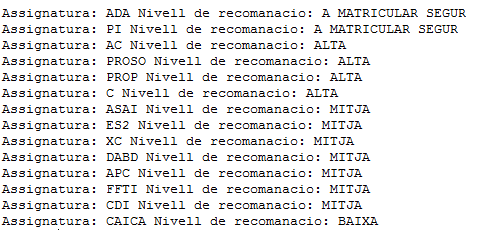 Assignatura: ADA Nivell de recomanacio: A MATRICULAR SEGUR
Assignatura: PI Nivell de recomanacio: A MATRICULAR SEGUR
Assignatura: AC Nivell de recomanacio: ALTA
Assignatura: PROSO Nivell de recomanacio: ALTA
Assignatura: PROP Nivell de recomanacio: ALTA
Assignatura: C Nivell de recomanacio: ALTA
Assignatura: ASAI Nivell de recomanacio: MITJA
Assignatura: ES2 Nivell de recomanacio: MITJA
Assignatura: XC Nivell de recomanacio: MITJA
Assignatura: DABD Nivell de recomanacio: MITJA
Assignatura: APC Nivell de recomanacio: MITJA
Assignatura: FFTI Nivell de recomanacio: MITJA
Assignatura: CDI Nivell de recomanacio: MITJA
Assignatura: CAICA Nivell de recomanacio: BAIXA